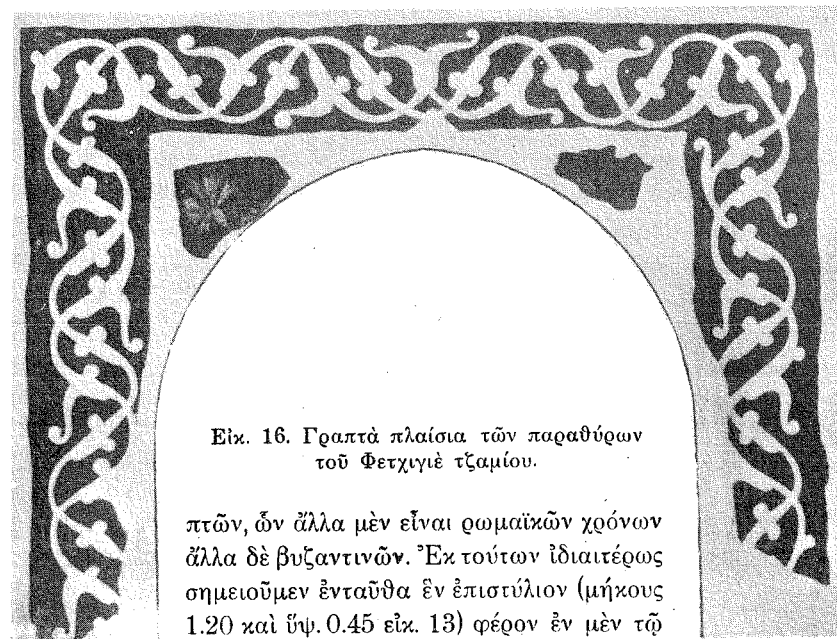 Εἰκ. 16. Γραπτὰ πλαίσια τῶν παραθύρων
τοῦ Φετχιγιὲ τζαμίου.
πτῶν, ὧν ἄλλα μὲν εἶναι ρωμαϊκῶν χρόνων
ἄλλα δὲ βυζαντινῶν. Ἐκ τούτων ἰδιαιτέρως
σημειοῦμεν ἐνταῦθα ἓν ἐπιστύλιον (μήκους
1.20 καὶ ὕψ. 0.45 εἰκ. 13) φέρον ἐν μὲν τῷ